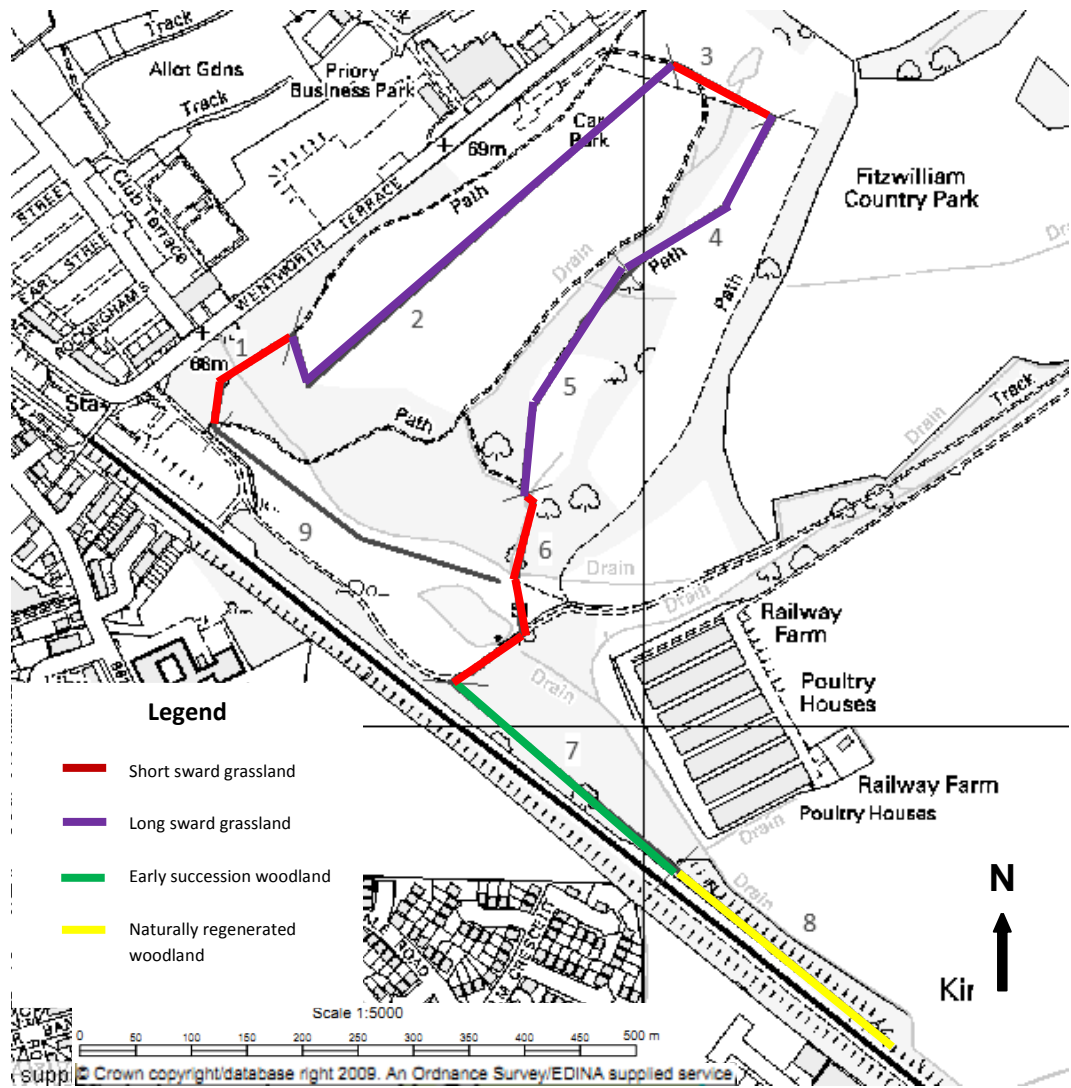 Track
Allot Gdns
Track
Priory
Business Park
Car
Park
3
69m
Path
Club Terrace
STREET
EARL STREET
ROCKINGHAM S
WENTWORTH TERRACE
Fitzwilliam
Country Park
Drain
Path
4
Path
2
1
66m
5
Path
Drain
Track
9
6
Drain
Drain
Railway
Farm
Poultry
Houses
Drain
7
Railway Farm
Poultry Houses
Drain
Drain
8
N
ROAD
Legend
Short sward grassland
Long sward grassland
Early succession woodland
Naturally regenerated
woodland
Scale 1:5000
0 50 100 150 200 250 300 350 400 450 500 m
© Crown copyright/database right 2009. An Ordnance Survey/EDINA supplied service